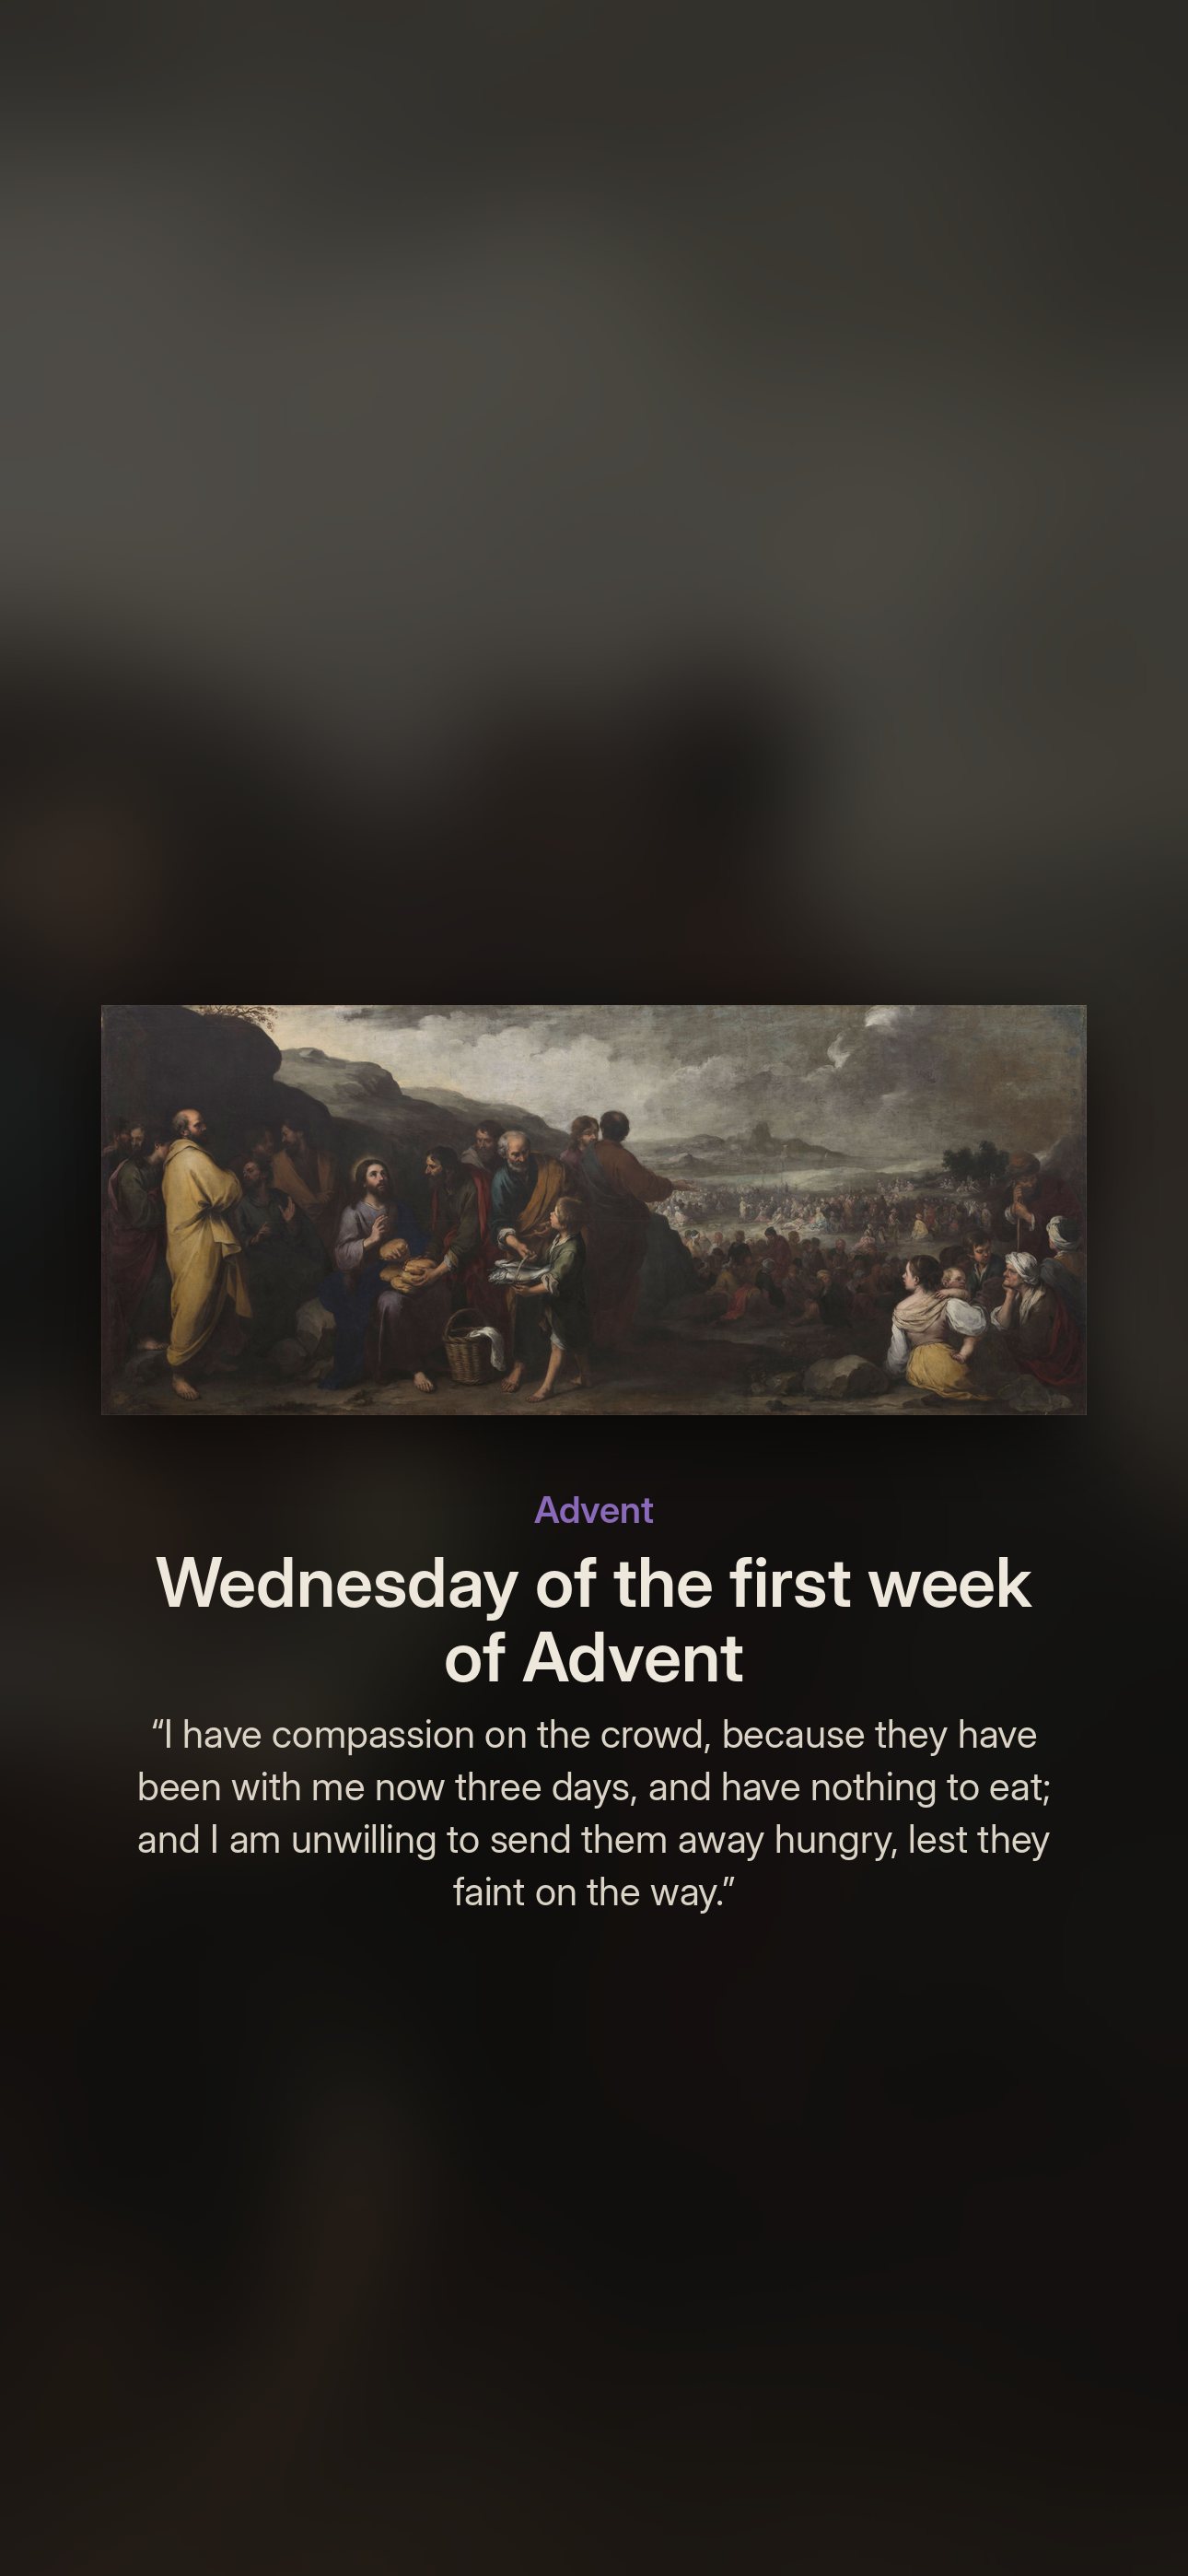 Advent
Wednesday of the first week
of Advent
“I have compassion on the crowd, because they have
been with me now three days, and have nothing to eat;
and I am unwilling to send them away hungry, lest they
faint on the way.”